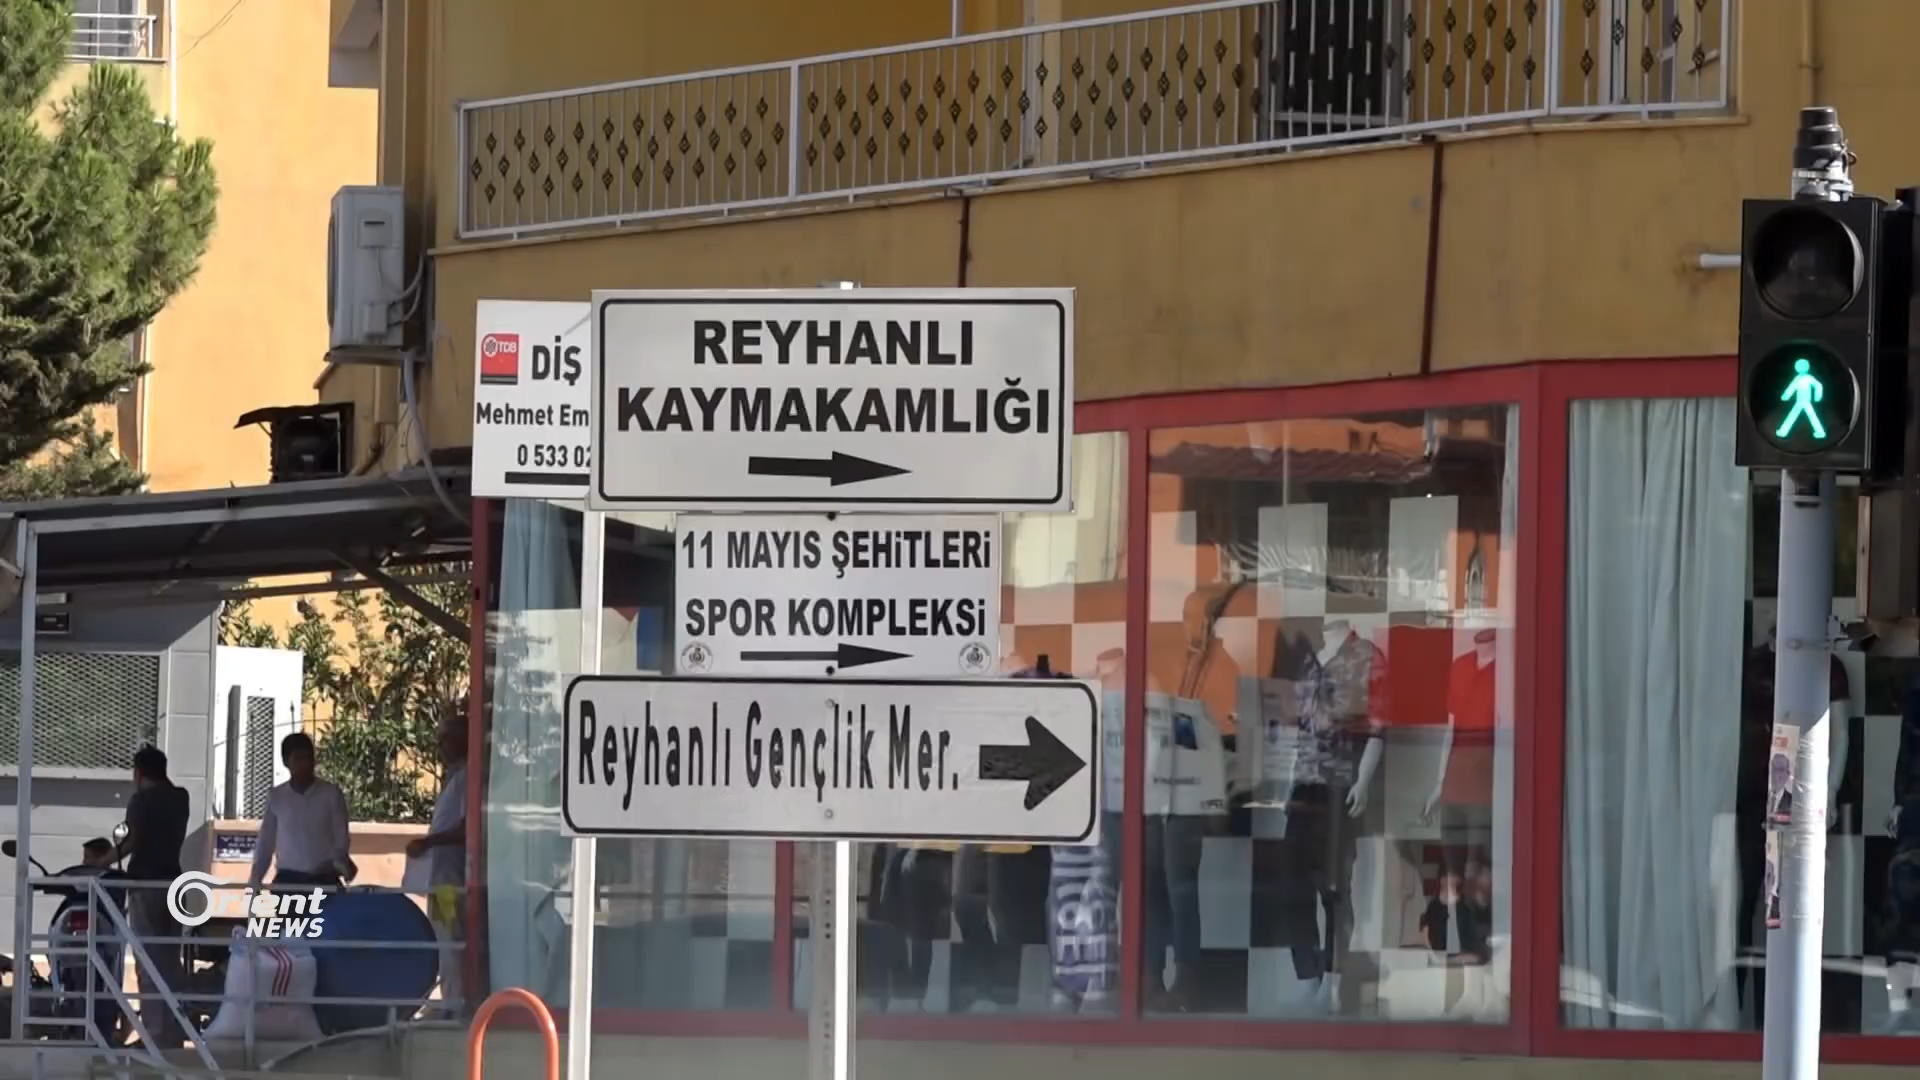 TDB
DİŞ
Mehmet Em
0 533 02
REYHANLI
KAYMAKAMLIĞI
11 MAYIS ŞEHİTLERİ
SPOR KOMPLEKSİ
Reyhanlı Gençlik Mer.
Orient
NEWS